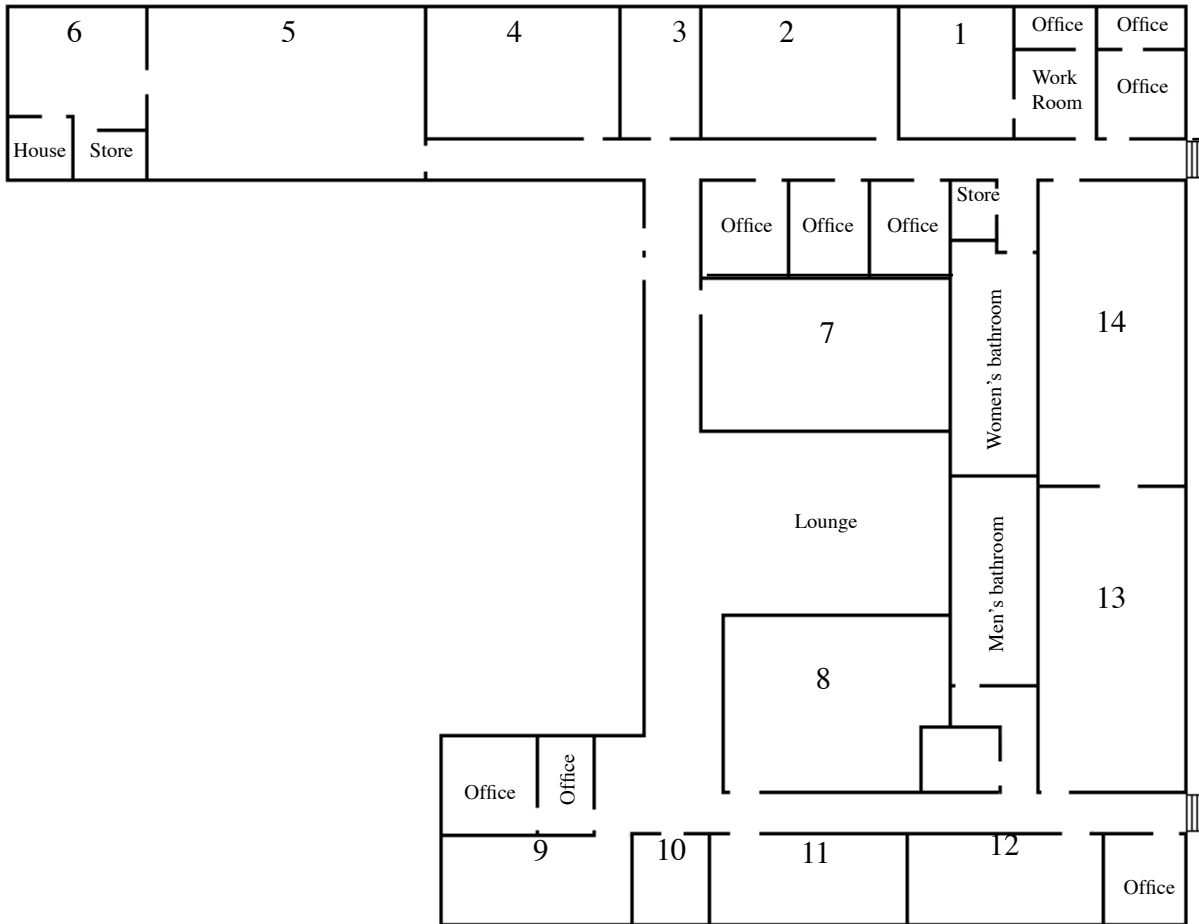 6
5
4
3
2
1
Office
Office
Work
Room
Office
House
Store
Office
Office
Office
Store
7
Women's bathroom
14
Lounge
Men's bathroom
13
8
Office
Office
9
10
11
12
Office